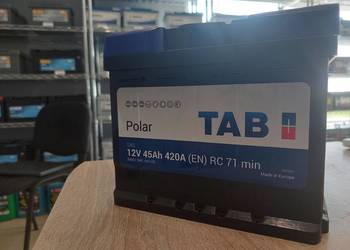 Polar
TAB
12V 45Ah 420A (EN) RC 71 min
Made in Europe